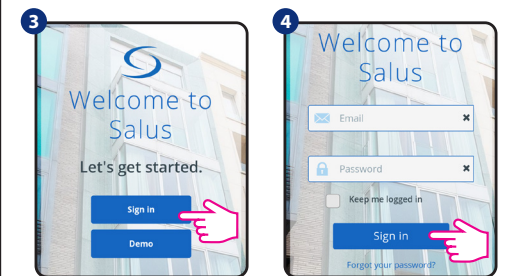 3
Welcome to
Salus
Let's get started.
Sign in
Demo
4
Welcome to
Salus
Email
Password
Keep me logged in
Sign in
Forgot your password?